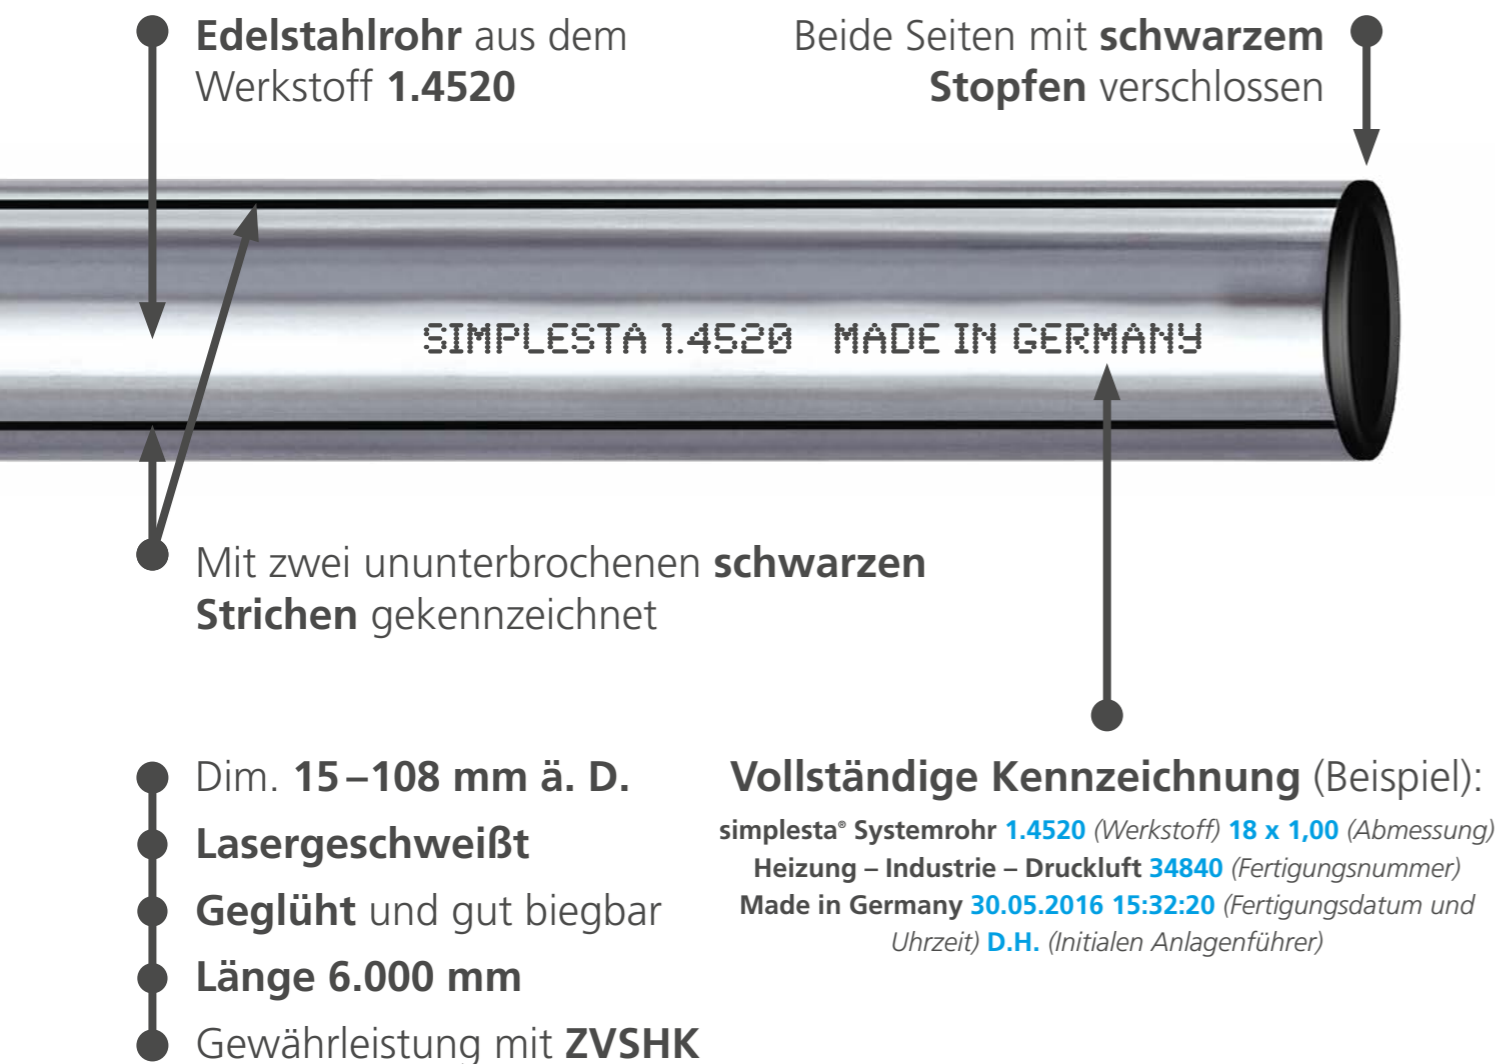 Edelstahlrohr aus dem
Werkstoff 1.4520
Beide Seiten mit schwarzem
Stopfen verschlossen
SIMPLESTA 1.4520 MADE IN GERMANY
Mit zwei ununterbrochenen schwarzen
Strichen gekennzeichnet
Dim. 15–108 mm ä. D.
Lasergeschweißt
Geglüht und gut biegbar
Länge 6.000 mm
Gewährleistung mit ZVSHK
Vollständige Kennzeichnung (Beispiel):
simplesta® Systemrohr 1.4520 (Werkstoff) 18 x 1,00 (Abmessung)
Heizung – Industrie – Druckluft 34840 (Fertigungsnummer)
Made in Germany 30.05.2016 15:32:20 (Fertigungsdatum und
Uhrzeit) D.H. (Initialen Anlagenführer)